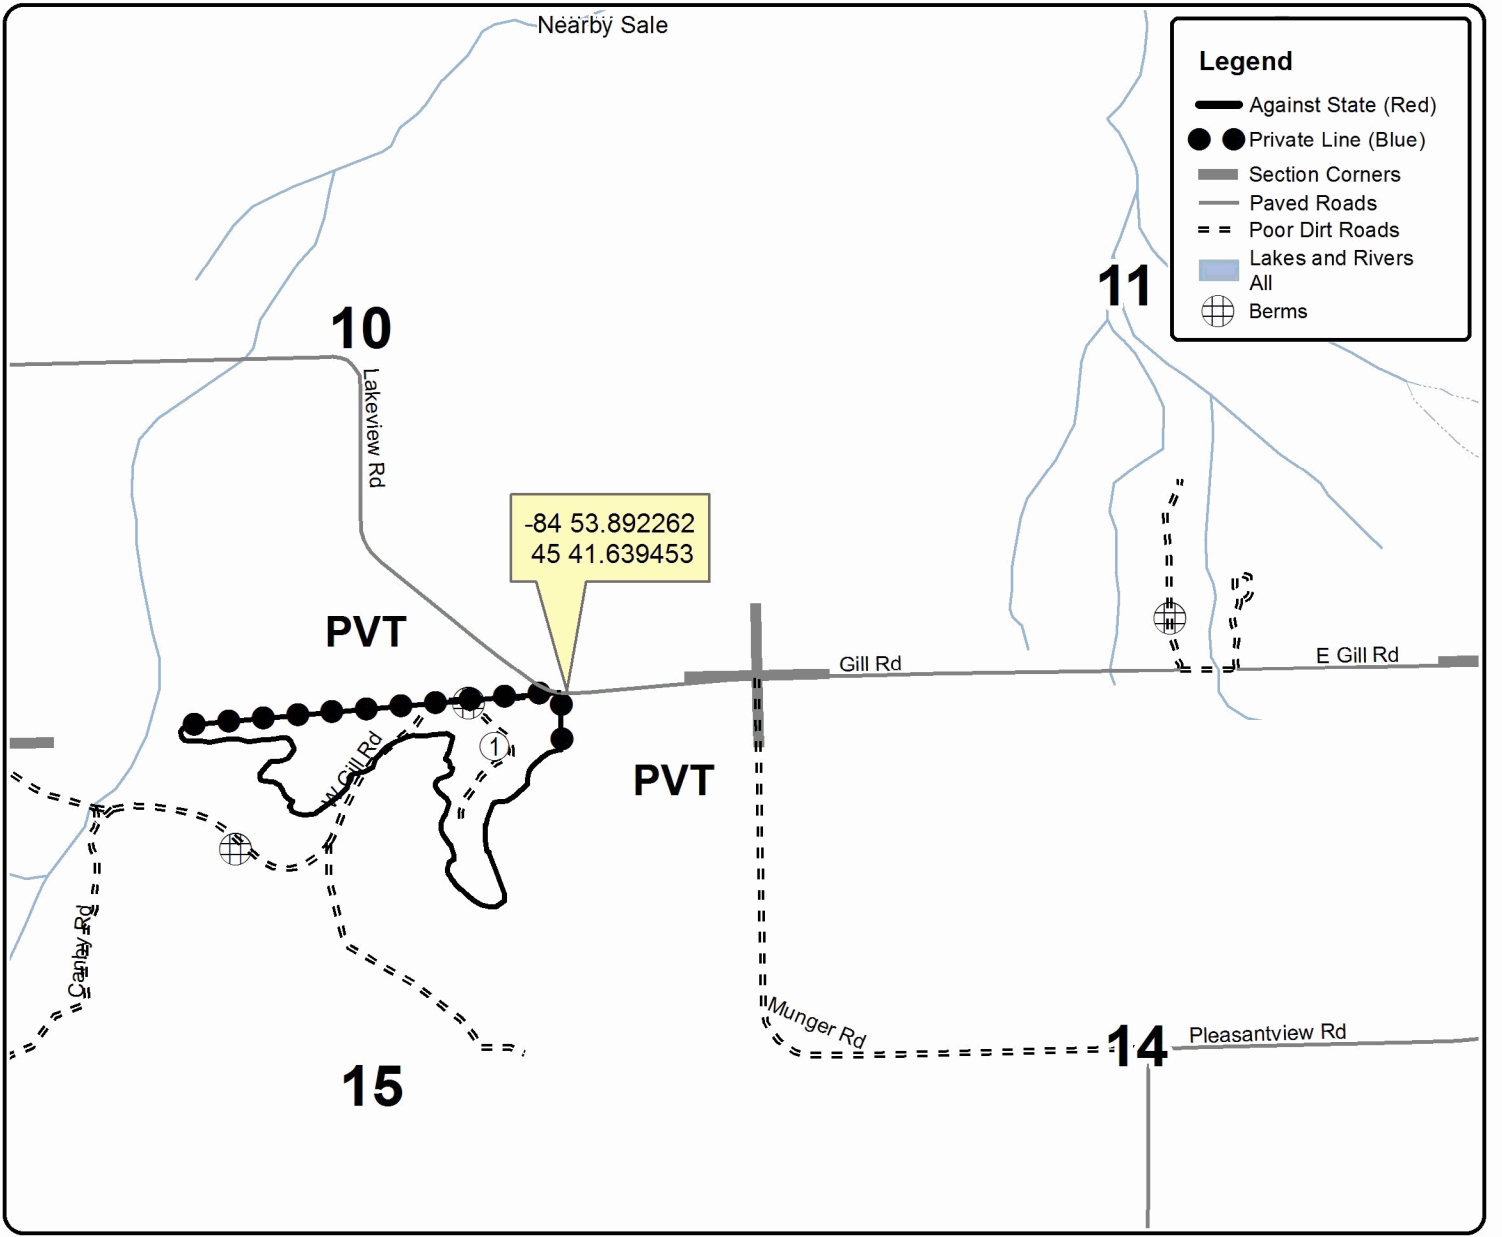 Nearby Sale
Legend
Against State (Red)
Private Line (Blue)
Section Corners
Paved Roads
Poor Dirt Roads
Lakes and Rivers
All
Berms
11
10
Lakeview Rd
-84 53.892262
45 41.639453
PVT
Gill Rd
E Gill Rd
W Gill Rd
1
PVT
Canby Rd
Munger Rd
14
Pleasantview Rd
15